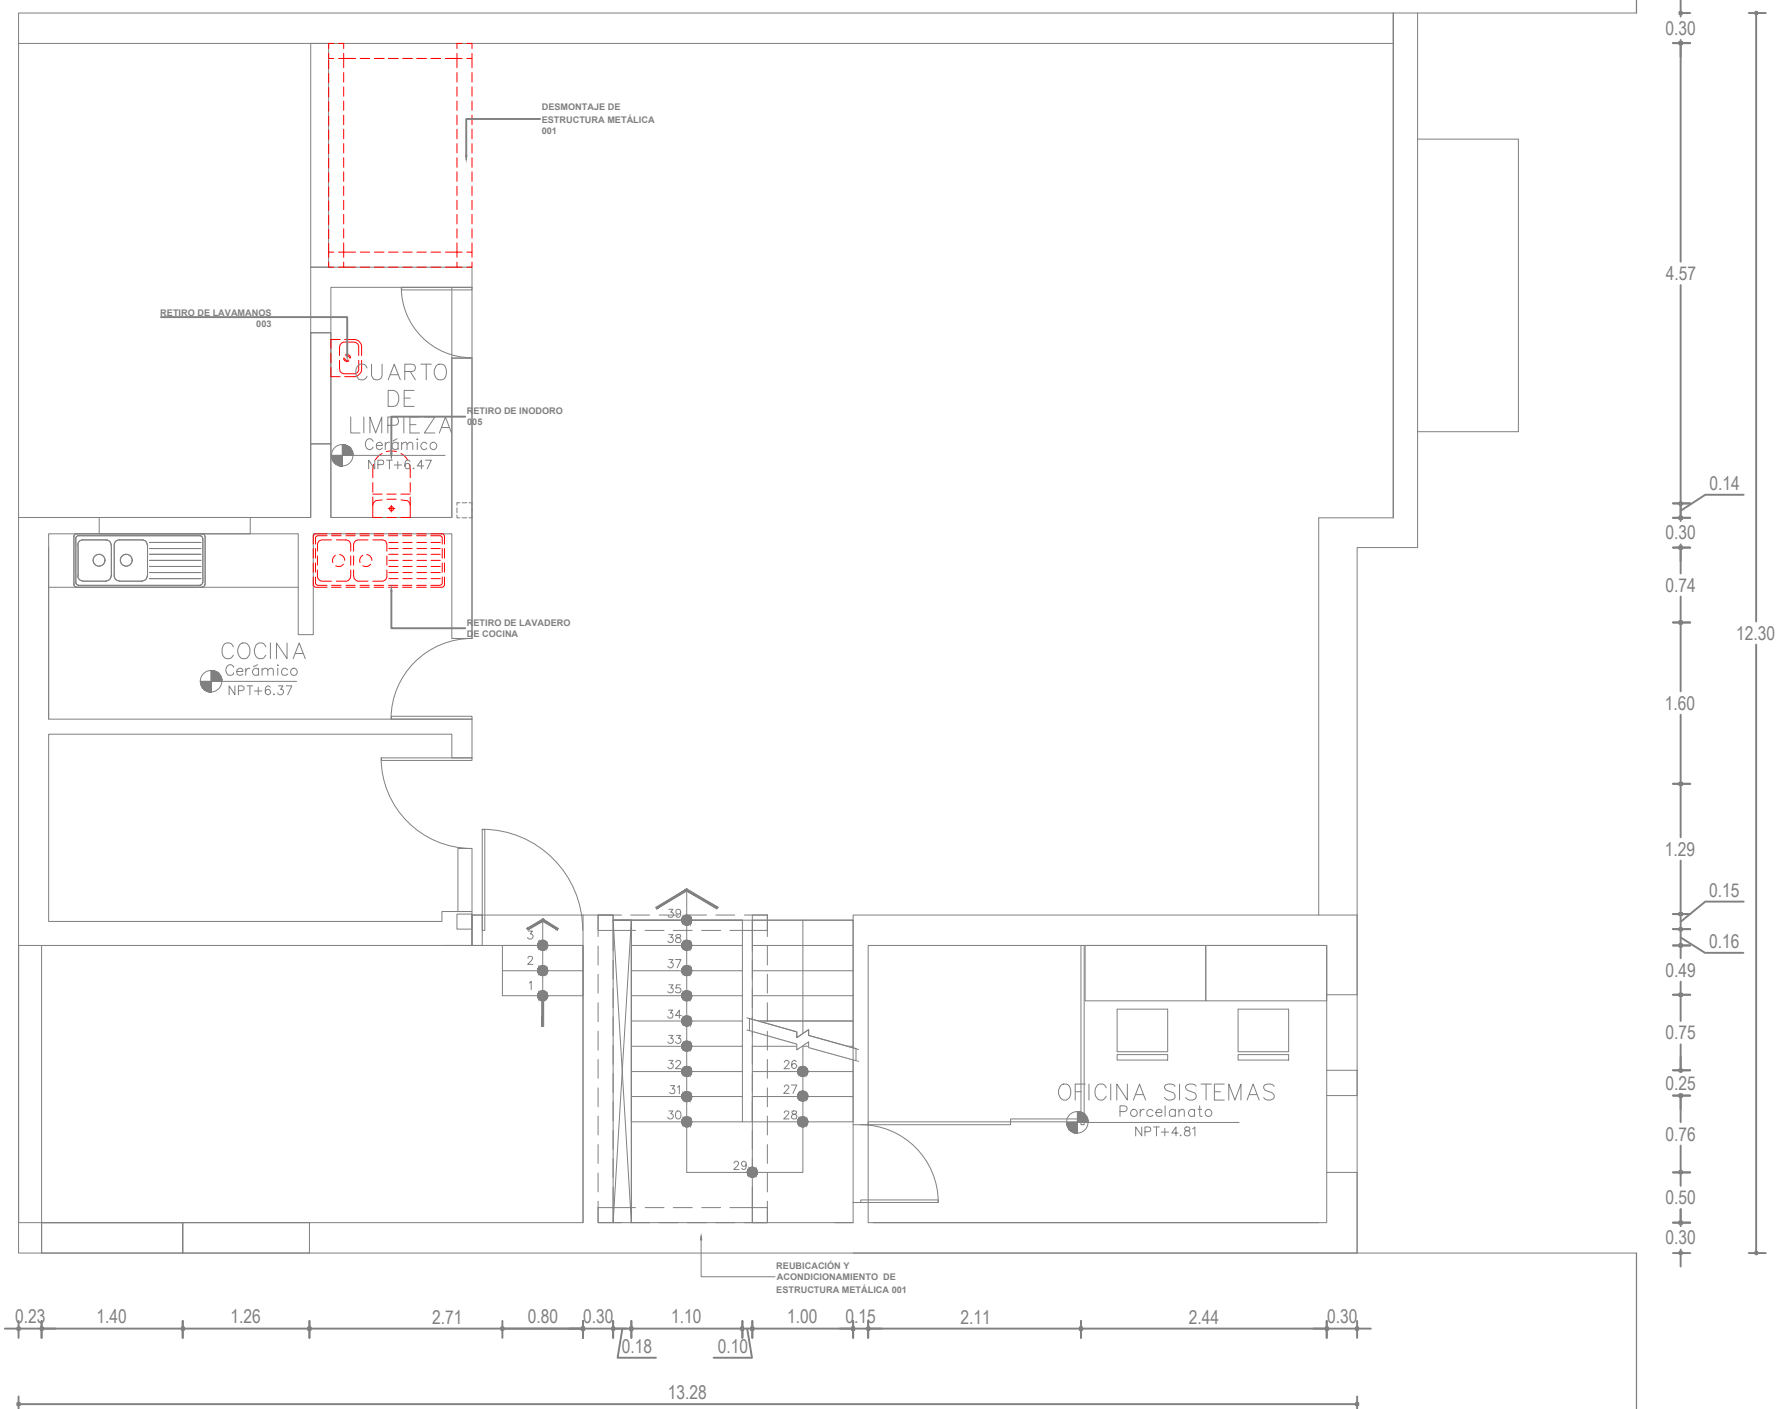 0.30
DESMONTAJE DE
ESTRUCTURA METÁLICA
001
4.57
RETIRO DE LAVAMANOS
003
CUARTO
DE
LIMPIEZA
Cerámico
NPT+6.47
RETIRO DE INODORO
005
0.14
0.30
0.74
RETIRO DE LAVADERO
DE COCINA
12.30
COCINA
Cerámico
NPT+6.37
1.60
1.29
0.15
0.16
0.49
3
2
1
39
38
37
35
34
33
32
31
30
26
27
28
29
0.75
0.25
OFICINA SISTEMAS
Porcelanato
NPT+4.81
0.76
0.50
0.30
REUBICACIÓN Y
ACONDICIONAMIENTO DE
ESTRUCTURA METÁLICA 001
0.23 1.40 1.26 2.71 0.80 0.30 1.10 1.00 0.15 2.11 2.44 0.30
0.18 0.10
13.28